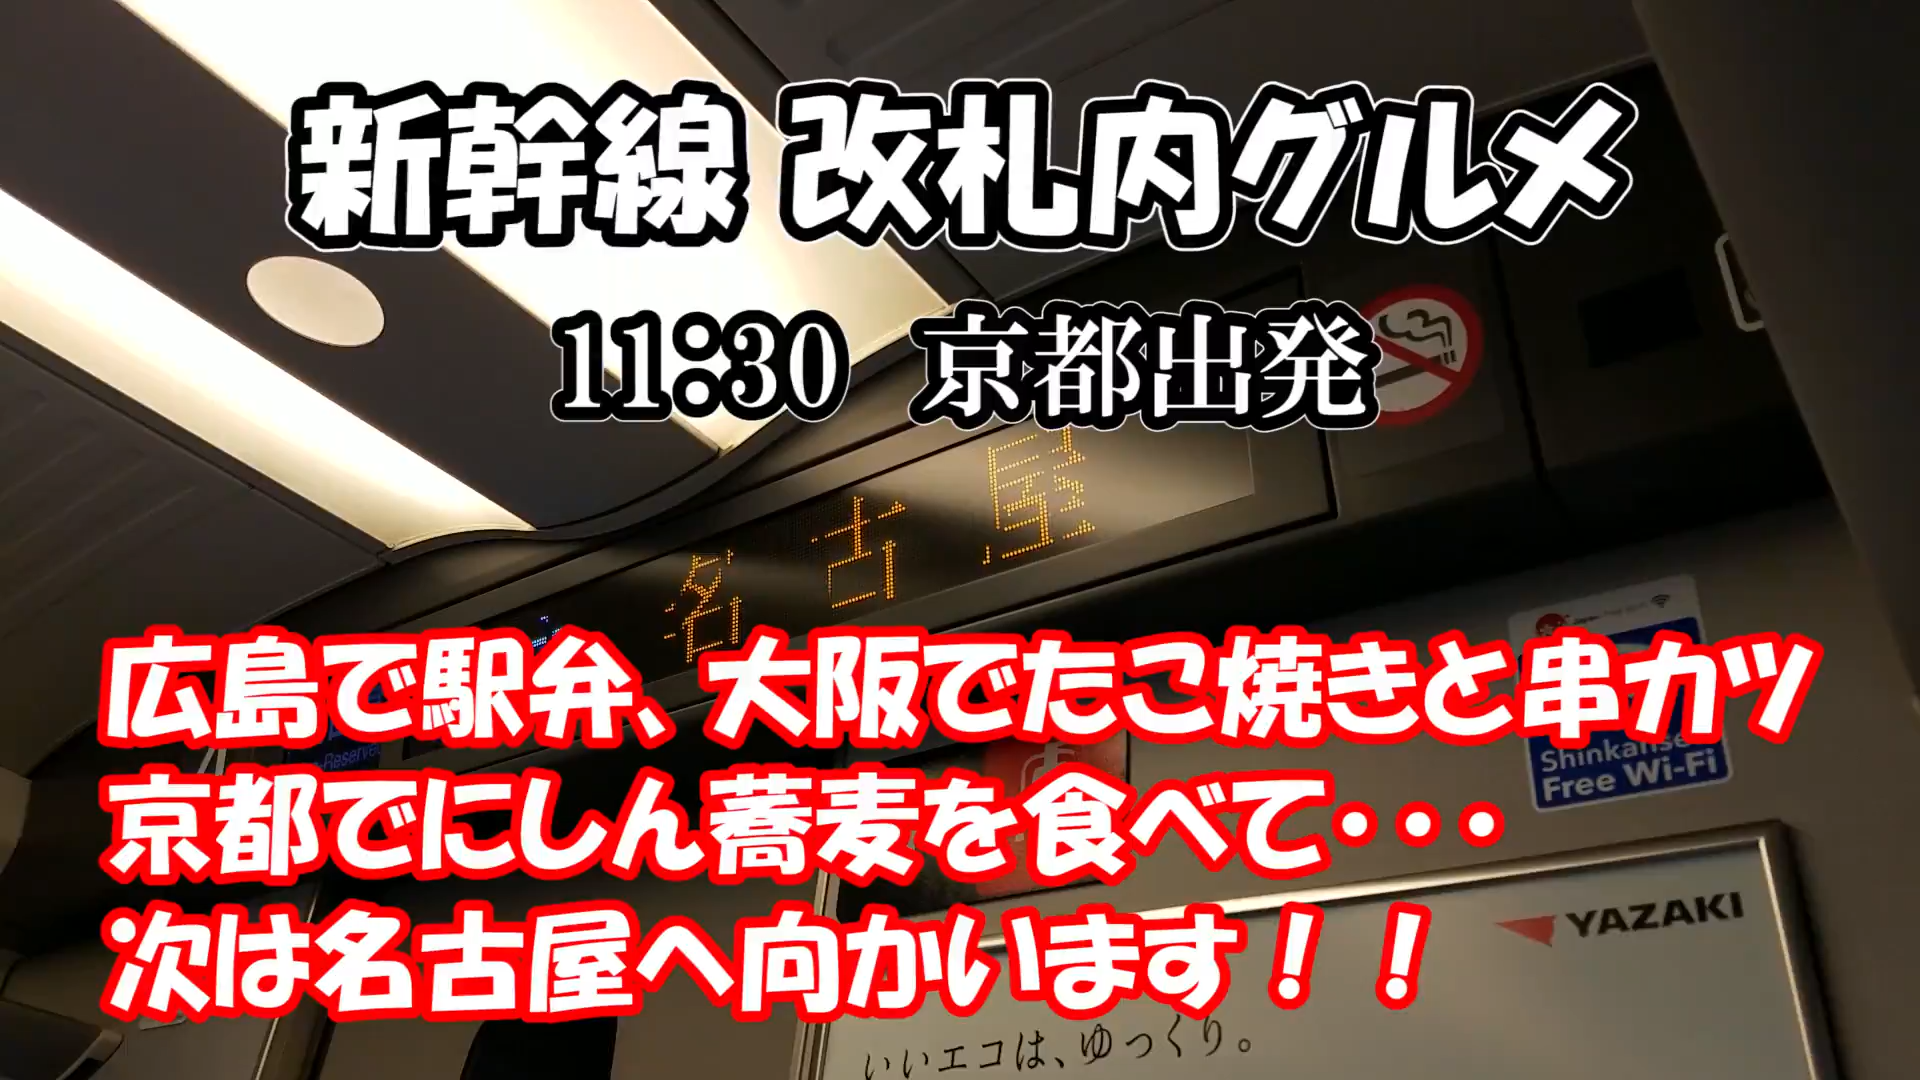 新幹線 改札内グルメ
11:30 京都出発
名古屋
広島で駅弁、大阪でたこ焼きと串カツ
Shinkanse
Free Wi-Fi
京都でにしん蕎麦を食べて・・・
YAZAKI
次は名古屋へ向かいます！！
いいエコは、ゆっくり。